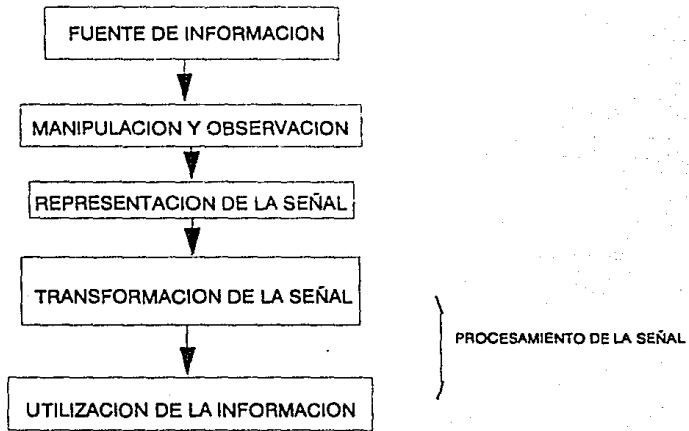 FUENTE DE INFORMACION
MANIPULACION Y OBSERVACION
REPRESENTACION DE LA SEÑAL
TRANSFORMACION DE LA SEÑAL
PROCESAMIENTO DE LA SEÑAL
UTILIZACION DE LA INFORMACION